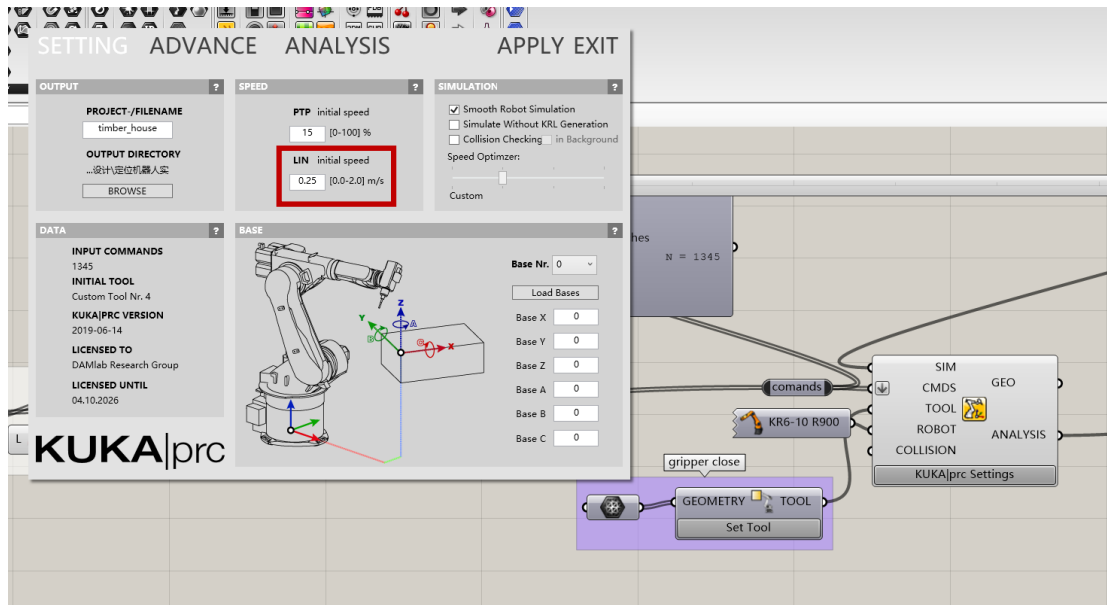 SETTING ADVANCE ANALYSIS APPLY EXIT
OUTPUT ?
PROJECT-/FILENAME
timber_house
OUTPUT DIRECTORY
...设计\定位机器人实
BROWSE
SPEED ?
PTP initial speed
15 [0-100] %
LIN initial speed
0.25 [0.0-2.0] m/s
SIMULATION ?
Smooth Robot Simulation
Simulate Without KRL Generation
Collision Checking in Background
Speed Optimzer:
Custom
DATA ?
INPUT COMMANDS
1345
INITIAL TOOL
Custom Tool Nr. 4
KUKA|PRC VERSION
2019-06-14
LICENSED TO
DAMlab Research Group
LICENSED UNTIL
04.10.2026
KUKA|prc
BASE ?
Z
Y
A
B
C
X
Base Nr. 0
Load Bases
Base X 0
Base Y 0
Base Z 0
Base A 0
Base B 0
Base C 0
hes
N = 1345
L
comands
KR6-10 R900
SIM
CMDS
TOOL
ROBOT
COLLISION
GEO
ANALYSIS
KUKA|prc Settings
gripper close
GEOMETRY TOOL
Set Tool